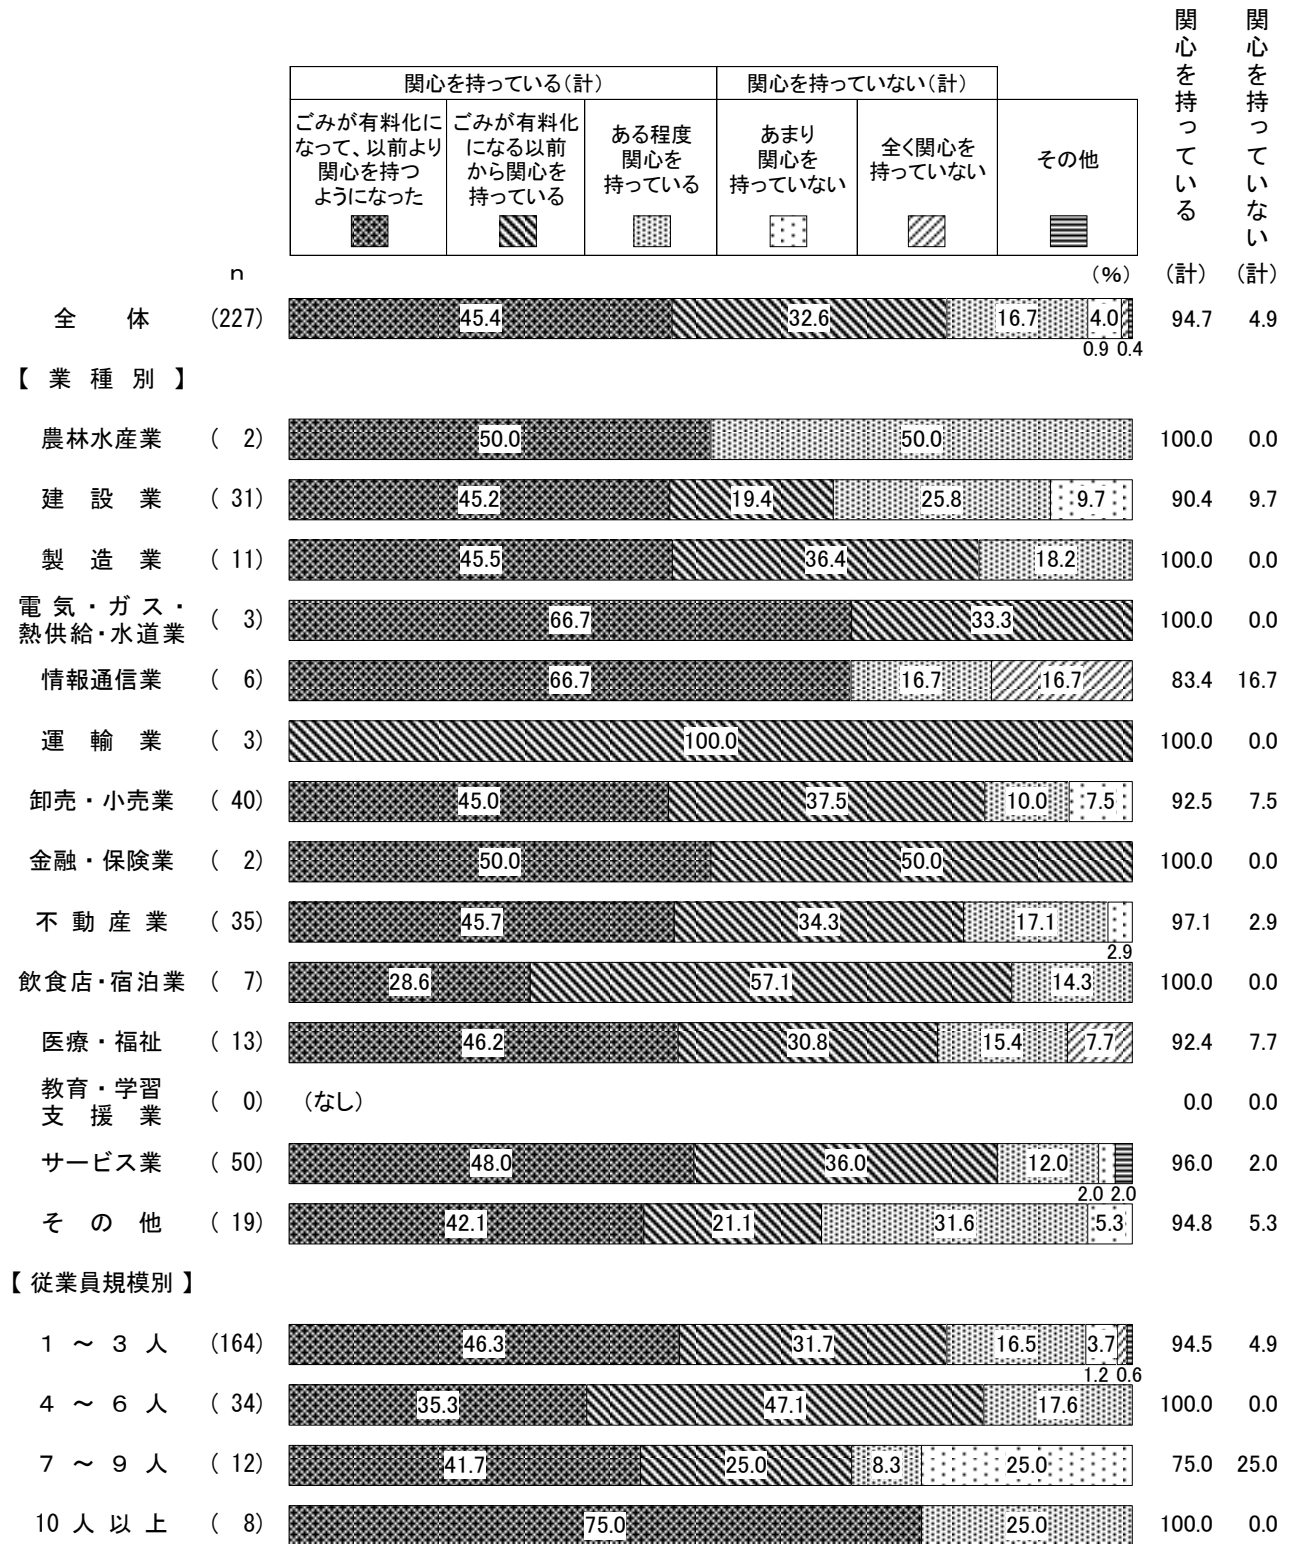 関心を持っている
関心を持っていない
関心を持っている(計)
関心を持っていない(計)
ごみが有料化に
なって、以前より
関心を持つ
ようになった
ごみが有料化
になる以前
から関心を
持っている
ある程度
関心を
持っている
あまり
関心を
持っていない
全く関心を
持っていない
その他
n
(%)
(計)
(計)
全 体 (227) 45.4 32.6 16.7 4.0 94.7 4.9
0.9 0.4
【 業 種 別 】
農林水産業 ( 2) 50.0 50.0 100.0 0.0
建 設 業 ( 31) 45.2 19.4 25.8 9.7 90.4 9.7
製 造 業 ( 11) 45.5 36.4 18.2 100.0 0.0
電 気 ・ ガ ス ・
熱供給・水道業 ( 3) 66.7 33.3 100.0 0.0
情報通信業 ( 6) 66.7 16.7 16.7 83.4 16.7
運 輸 業 ( 3) 100.0 100.0 0.0
卸売・小売業 ( 40) 45.0 37.5 10.0 7.5 92.5 7.5
金融・保険業 ( 2) 50.0 50.0 100.0 0.0
不 動 産 業 ( 35) 45.7 34.3 17.1 97.1 2.9
2.9
飲食店・宿泊業 ( 7) 28.6 57.1 14.3 100.0 0.0
医療・福祉 ( 13) 46.2 30.8 15.4 7.7 92.4 7.7
教育・学習
支 援 業 ( 0) (なし) 0.0 0.0
サービス業 ( 50) 48.0 36.0 12.0 96.0 2.0
2.0 2.0
そ の 他 ( 19) 42.1 21.1 31.6 5.3 94.8 5.3
【 従業員規模別 】
1 ～ 3 人 (164) 46.3 31.7 16.5 3.7 94.5 4.9
1.2 0.6
4 ～ 6 人 ( 34) 35.3 47.1 17.6 100.0 0.0
7 ～ 9 人 ( 12) 41.7 25.0 8.3 25.0 75.0 25.0
10 人 以 上 ( 8) 75.0 25.0 100.0 0.0